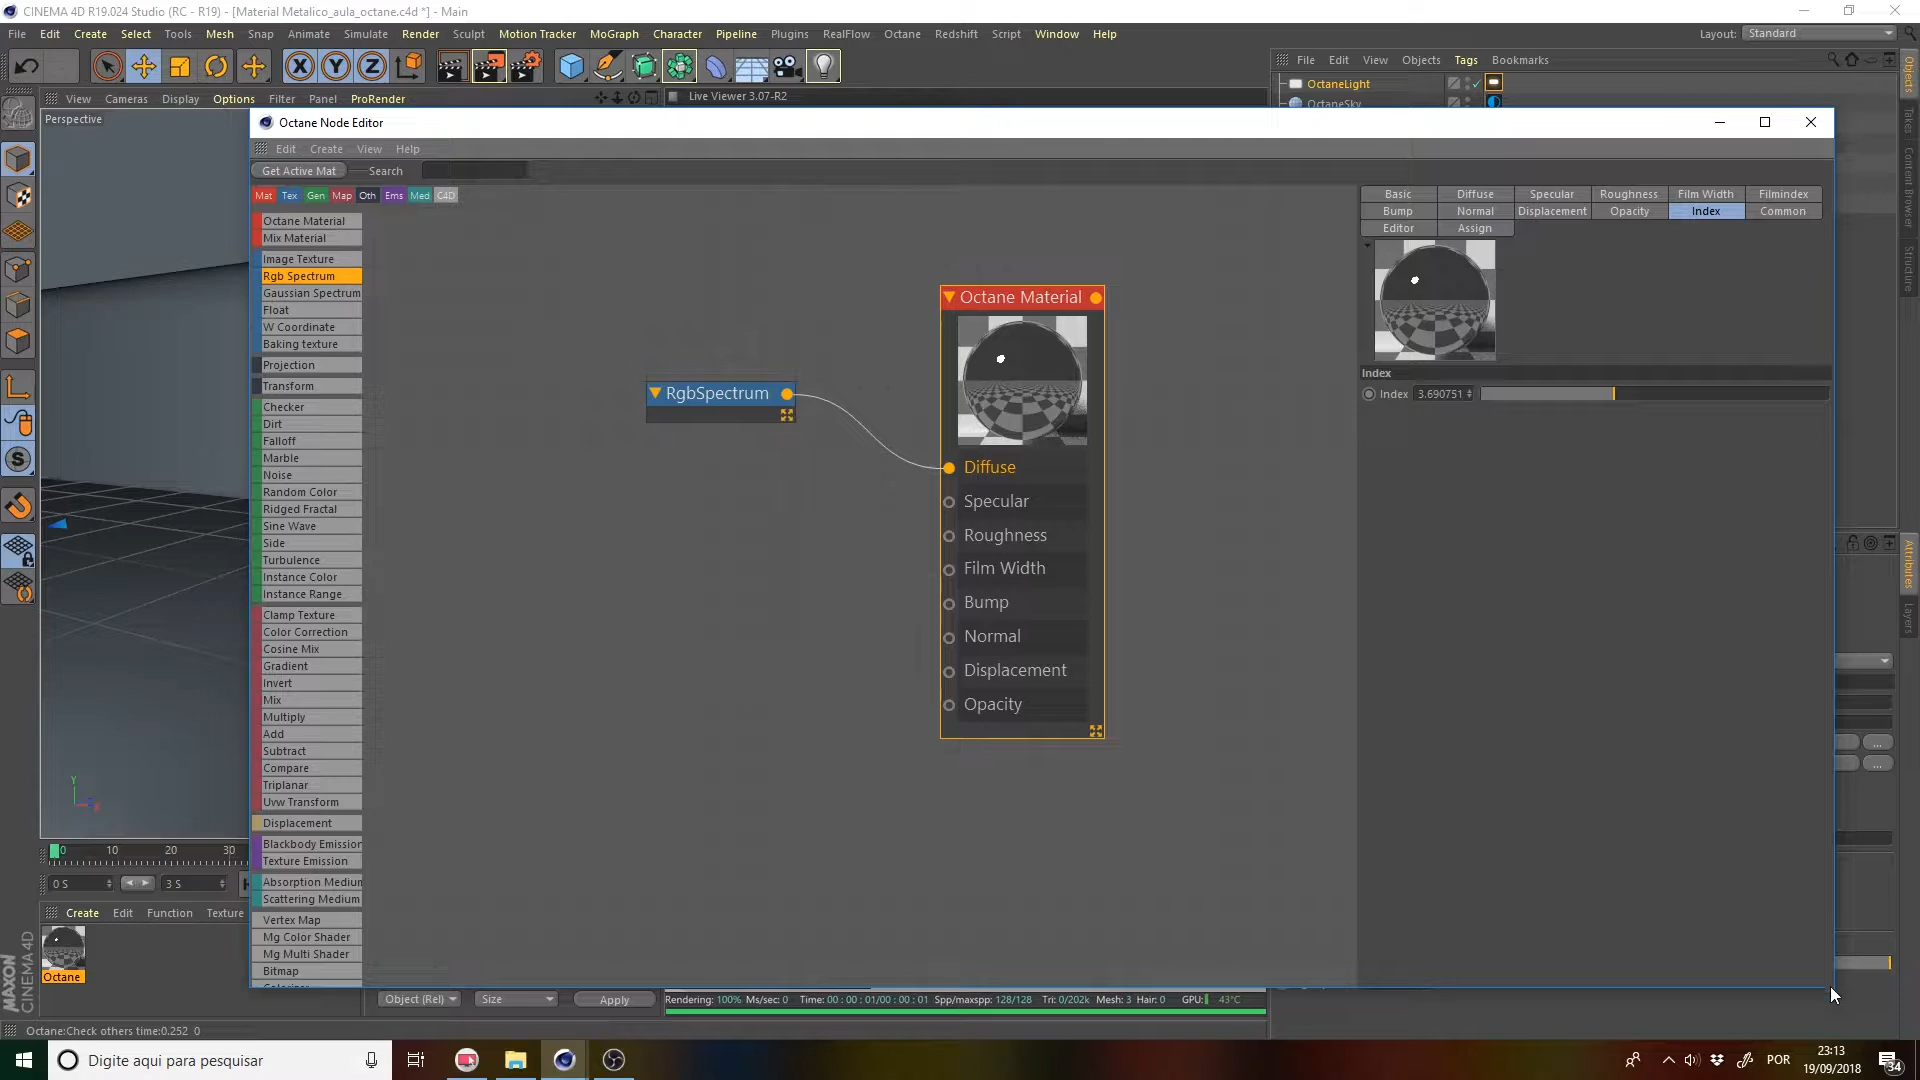 CINEMA 4D R19.024 Studio (RC - R19) - [Material Metalico_aula_octane.c4d *] - Main
File Edit Create Select Tools Mesh Snap Animate Simulate Render Sculpt Motion Tracker MoGraph Character Pipeline Plugins RealFlow Octane Redshift Script Window Help
Layout: Standard
X Y Z
View Cameras Display Options Filter Panel ProRender
Live Viewer 3.07-R2
File Edit View Objects Tags Bookmarks
OctaneLight
OctaneSky
Perspective
Octane Node Editor
Edit Create View Help
Get Active Mat Search
Mat Tex Gen Map Oth Ems Med C4D
Octane Material
Mix Material
Image Texture
Rgb Spectrum
Gaussian Spectrum
Float
W Coordinate
Baking texture
Projection
Transform
Checker
Dirt
Falloff
Marble
Noise
Random Color
Ridged Fractal
Sine Wave
Side
Turbulence
Instance Color
Instance Range
Clamp Texture
Color Correction
Cosine Mix
Gradient
Invert
Mix
Multiply
Add
Subtract
Compare
Triplanar
Uvw Transform
Displacement
Blackbody Emission
Texture Emission
Absorption Medium
Scattering Medium
Vertex Map
Mg Color Shader
Mg Multi Shader
Bitmap
RgbSpectrum
Octane Material
Diffuse
Specular
Roughness
Film Width
Bump
Normal
Displacement
Opacity
Basic Diffuse Specular Roughness Film Width Filmindex
Bump Normal Displacement Opacity Index Common
Editor Assign
Index
Index 3.690751
Objects
Takes
Content Browser
Structure
Attributes
Layers
Y
X
0 10 20 30
0 S 3 S
Create Edit Function Texture
Octane
MAXON
CINEMA 4D
Object (Rel) Size Apply
Rendering: 100% Ms/sec: 0 Time: 00 : 00 : 01/00 : 00 : 01 Spp/maxspp: 128/128 Tri: 0/202k Mesh: 3 Hair: 0 GPU: 43°C
Octane:Check others time:0.252 0
Digite aqui para pesquisar
POR
23:13
19/09/2018
34